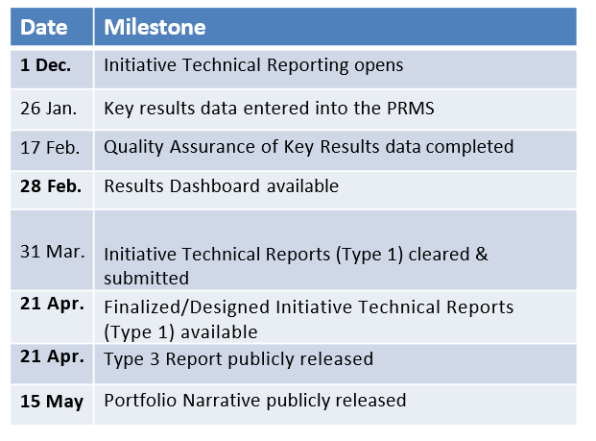 Date Milestone
1 Dec. Initiative Technical Reporting opens
26 Jan. Key results data entered into the PRMS
17 Feb. Quality Assurance of Key Results data completed
28 Feb. Results Dashboard available
31 Mar. Initiative Technical Reports (Type 1) cleared &
submitted
21 Apr. Finalized/Designed Initiative Technical Reports
(Type 1) available
21 Apr. Type 3 Report publicly released
15 May Portfolio Narrative publicly released